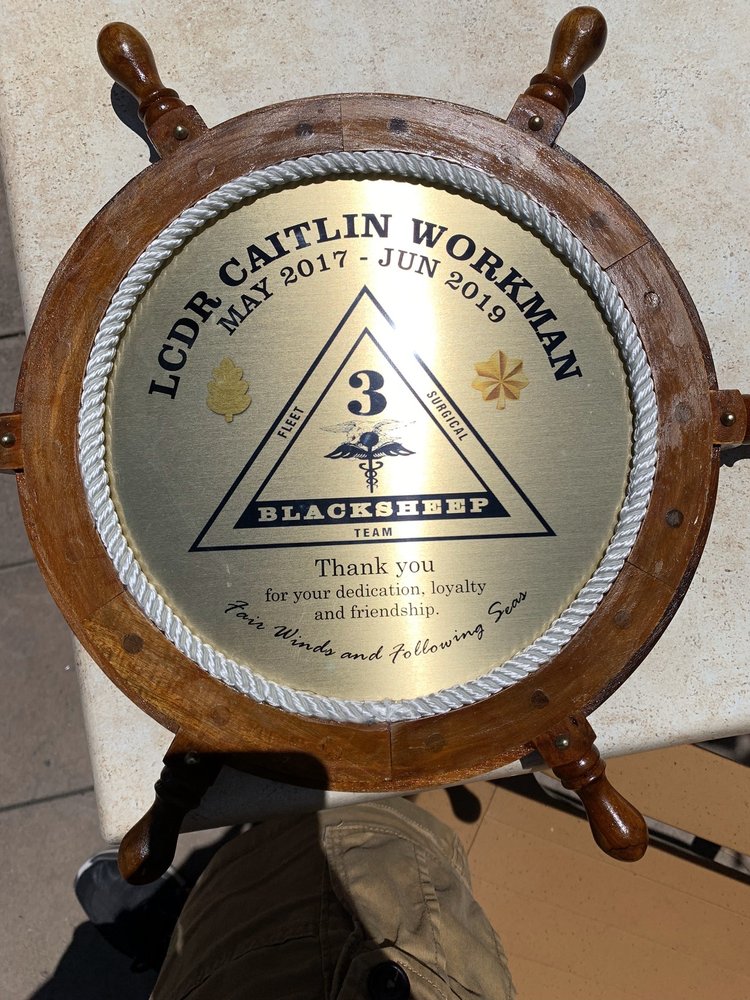 LCDR CAITLIN WORKMAN
MAY 2017 - JUN 2019
3
FLEET
SURGICAL
BLACKSHEEP
TEAM
Thank you
for your dedication, loyalty
and friendship.
Fair Winds and Following Seas